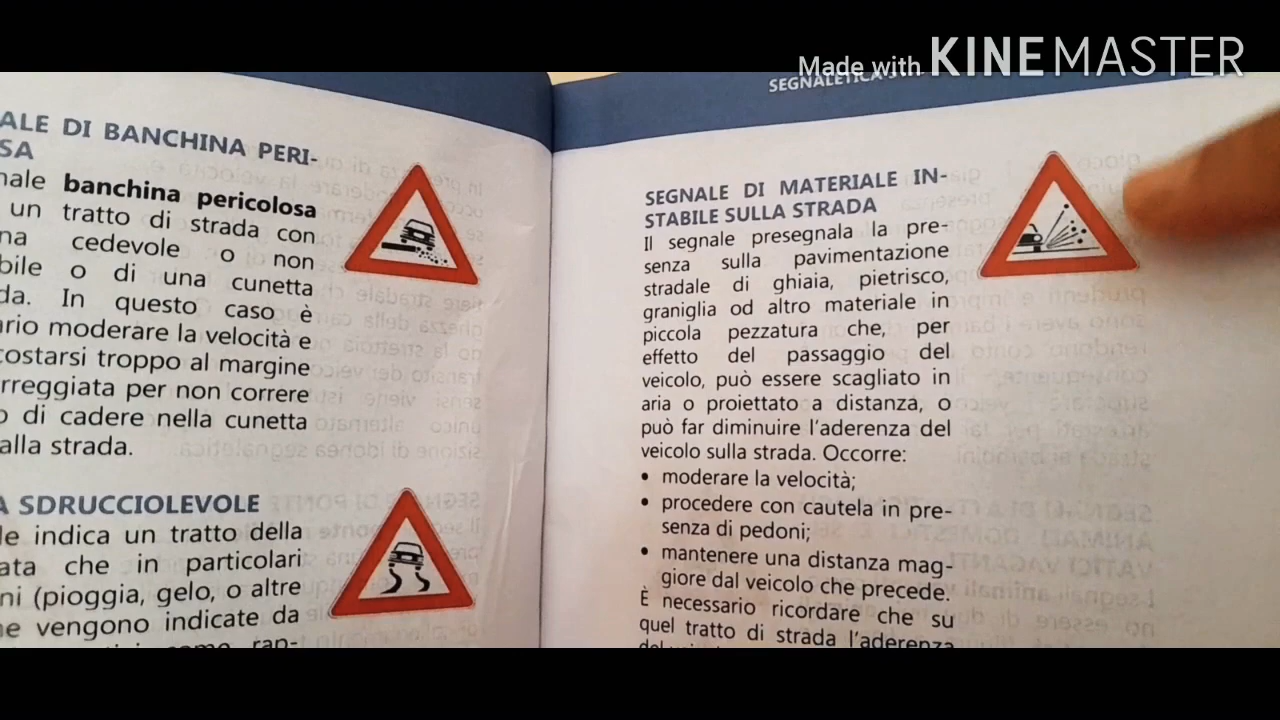 Made with KINEMASTER
ALE DI BANCHINA PERI-
SA
nale banchina pericolosa
un tratto di strada con
na cedevole o non
bile o di una cunetta
da. In questo caso è
ario moderare la velocità e
costarsi troppo al margine
arreggiata per non correre
o di cadere nella cunetta
alla strada.
A SDRUCCIOLEVOLE
le indica un tratto della
ata che in particolari
ni (pioggia, gelo, o altre
he vengono indicate da
come ran-
SEGNALETICA
SEGNALE DI MATERIALE IN-
STABILE SULLA STRADA
Il segnale presegnala la pre-
senza sulla pavimentazione
stradale di ghiaia, pietrisco,
graniglia od altro materiale in
piccola pezzatura che, per
effetto del passaggio del
veicolo, può essere scagliato in
aria o proiettato a distanza, o
può far diminuire l'aderenza del
veicolo sulla strada. Occorre:
• moderare la velocità;
• procedere con cautela in pre-
senza di pedoni;
• mantenere una distanza mag-
giore dal veicolo che precede.
È necessario ricordare che su
quel tratto di strada l'aderenza